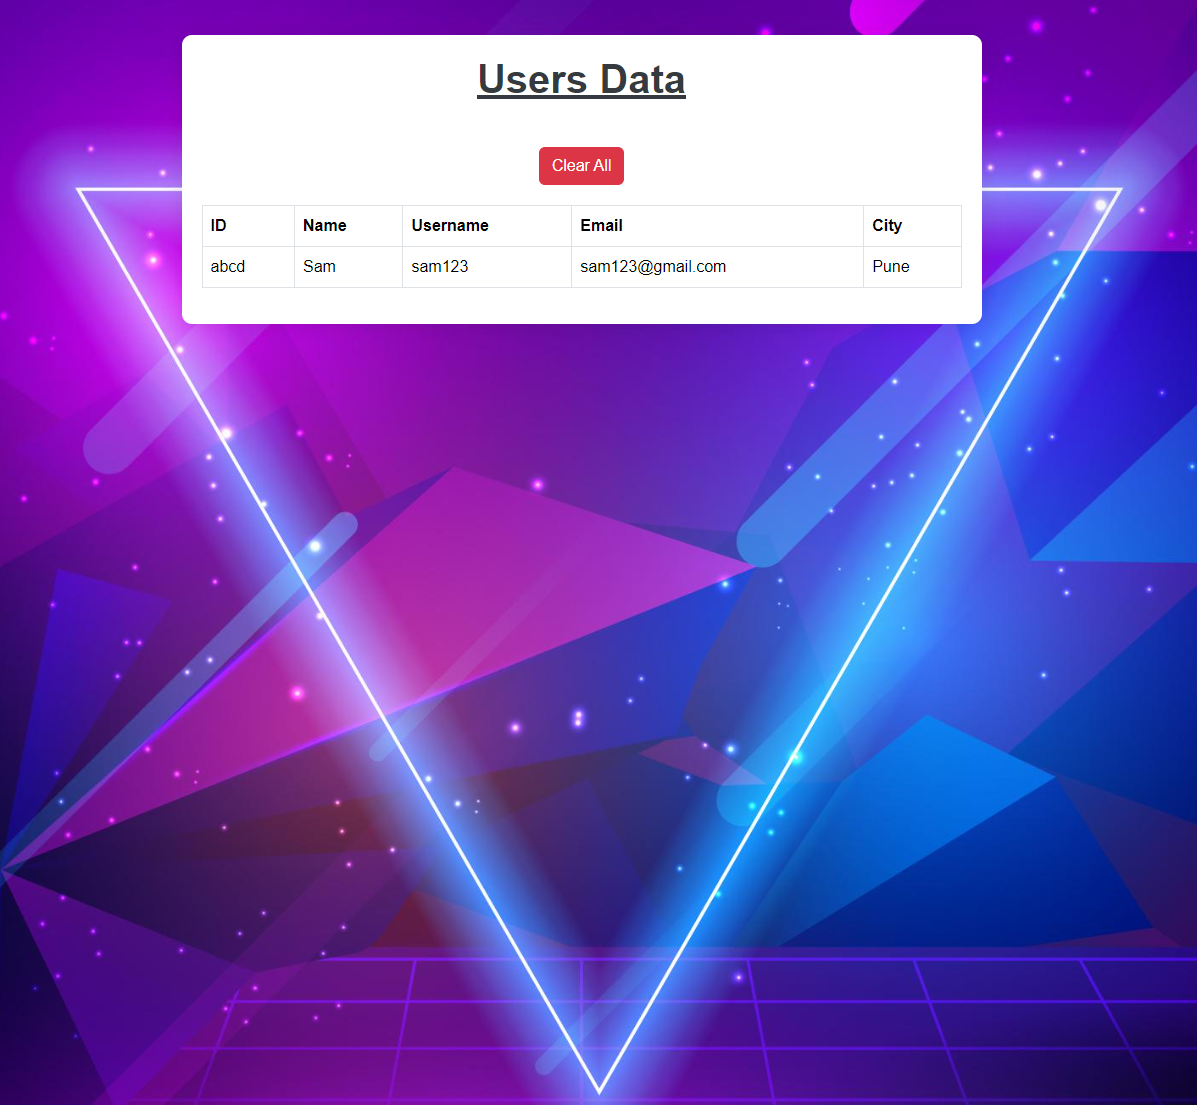 Users Data
Clear All
ID Name Username Email City
abcd Sam sam123 sam123@gmail.com Pune